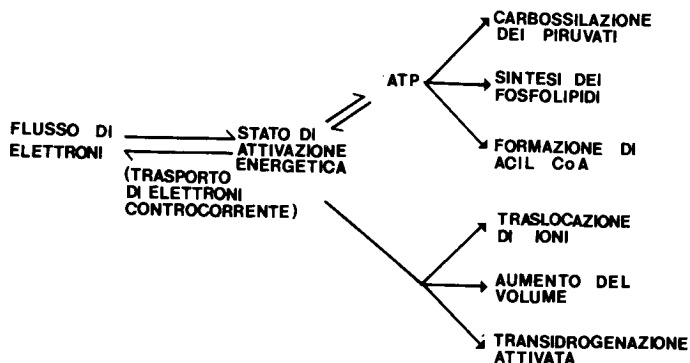 FLUSSO DI
ELETTRONI
(TRASPORTO
DI ELETTRONI
CONTROCORRENTE)
STATO DI
ATTIVAZIONE
ENERGETICA
ATP
CARBOSSILAZIONE
DEI PIRUVATI
SINTESI DEI
FOSFOLIPIDI
FORMAZIONE DI
ACIL CoA
TRASLOCAZIONE
DI IONI
AUMENTO DEL
VOLUME
TRANSIDROGENAZIONE
ATTIVATA